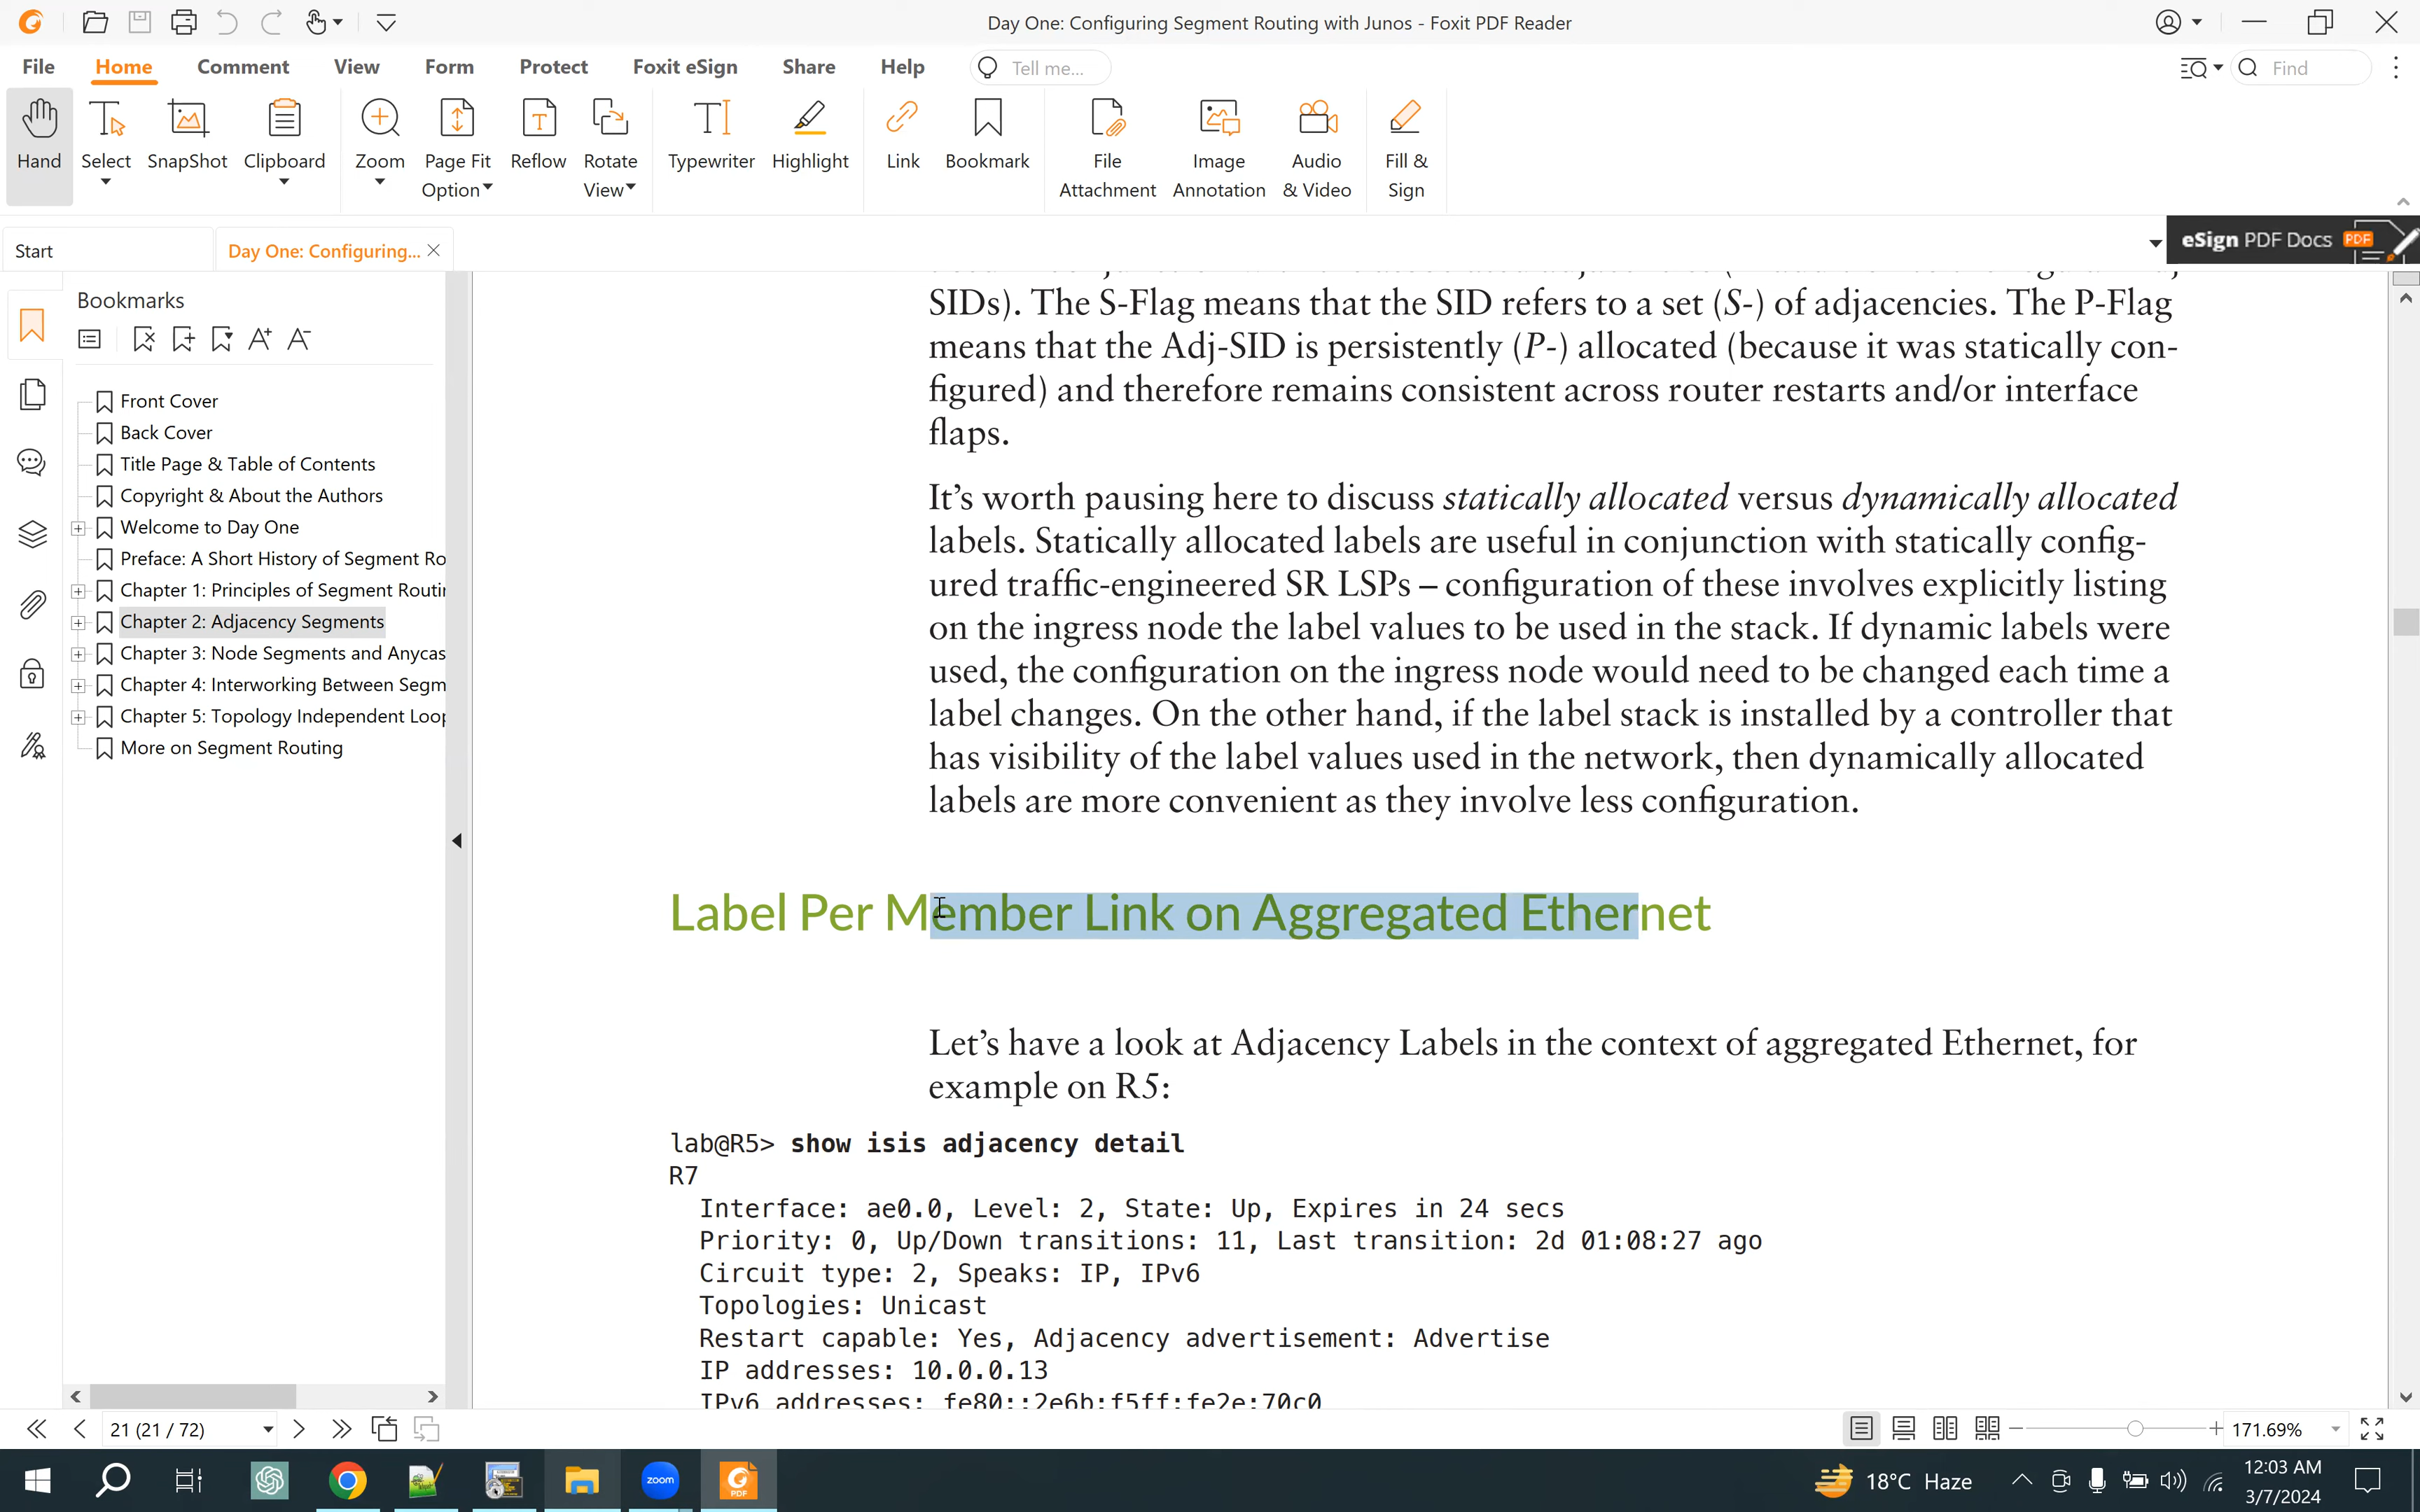 Day One: Configuring Segment Routing with Junos - Foxit PDF Reader
File Home Comment View Form Protect Foxit eSign Share Help Tell me... Find
Hand Select SnapShot Clipboard Zoom Page Fit Option Reflow Rotate View Typewriter Highlight Link Bookmark File Attachment Image Annotation Audio & Video Fill & Sign
Start Day One: Configuring... eSign PDF Docs PDF
Bookmarks
Front Cover
Back Cover
Title Page & Table of Contents
Copyright & About the Authors
Welcome to Day One
Preface: A Short History of Segment Ro
Chapter 1: Principles of Segment Routin
Chapter 2: Adjacency Segments
Chapter 3: Node Segments and Anycas
Chapter 4: Interworking Between Segm
Chapter 5: Topology Independent Loop
More on Segment Routing
SIDs). The S-Flag means that the SID refers to a set (S-) of adjacencies. The P-Flag
means that the Adj-SID is persistently (P-) allocated (because it was statically con-
figured) and therefore remains consistent across router restarts and/or interface
flaps.
It's worth pausing here to discuss statically allocated versus dynamically allocated
labels. Statically allocated labels are useful in conjunction with statically config-
ured traffic-engineered SR LSPs – configuration of these involves explicitly listing
on the ingress node the label values to be used in the stack. If dynamic labels were
used, the configuration on the ingress node would need to be changed each time a
label changes. On the other hand, if the label stack is installed by a controller that
has visibility of the label values used in the network, then dynamically allocated
labels are more convenient as they involve less configuration.
Label Per Member Link on Aggregated Ethernet
Let's have a look at Adjacency Labels in the context of aggregated Ethernet, for
example on R5:
lab@R5> show isis adjacency detail
R7
Interface: ae0.0, Level: 2, State: Up, Expires in 24 secs
Priority: 0, Up/Down transitions: 11, Last transition: 2d 01:08:27 ago
Circuit type: 2, Speaks: IP, IPv6
Topologies: Unicast
Restart capable: Yes, Adjacency advertisement: Advertise
IP addresses: 10.0.0.13
IPv6 addresses: fe80::2e6b:f5ff:fe2e:70c0
21 (21 / 72) 171.69%
zoom PDF 18°C Haze 12:03 AM
3/7/2024